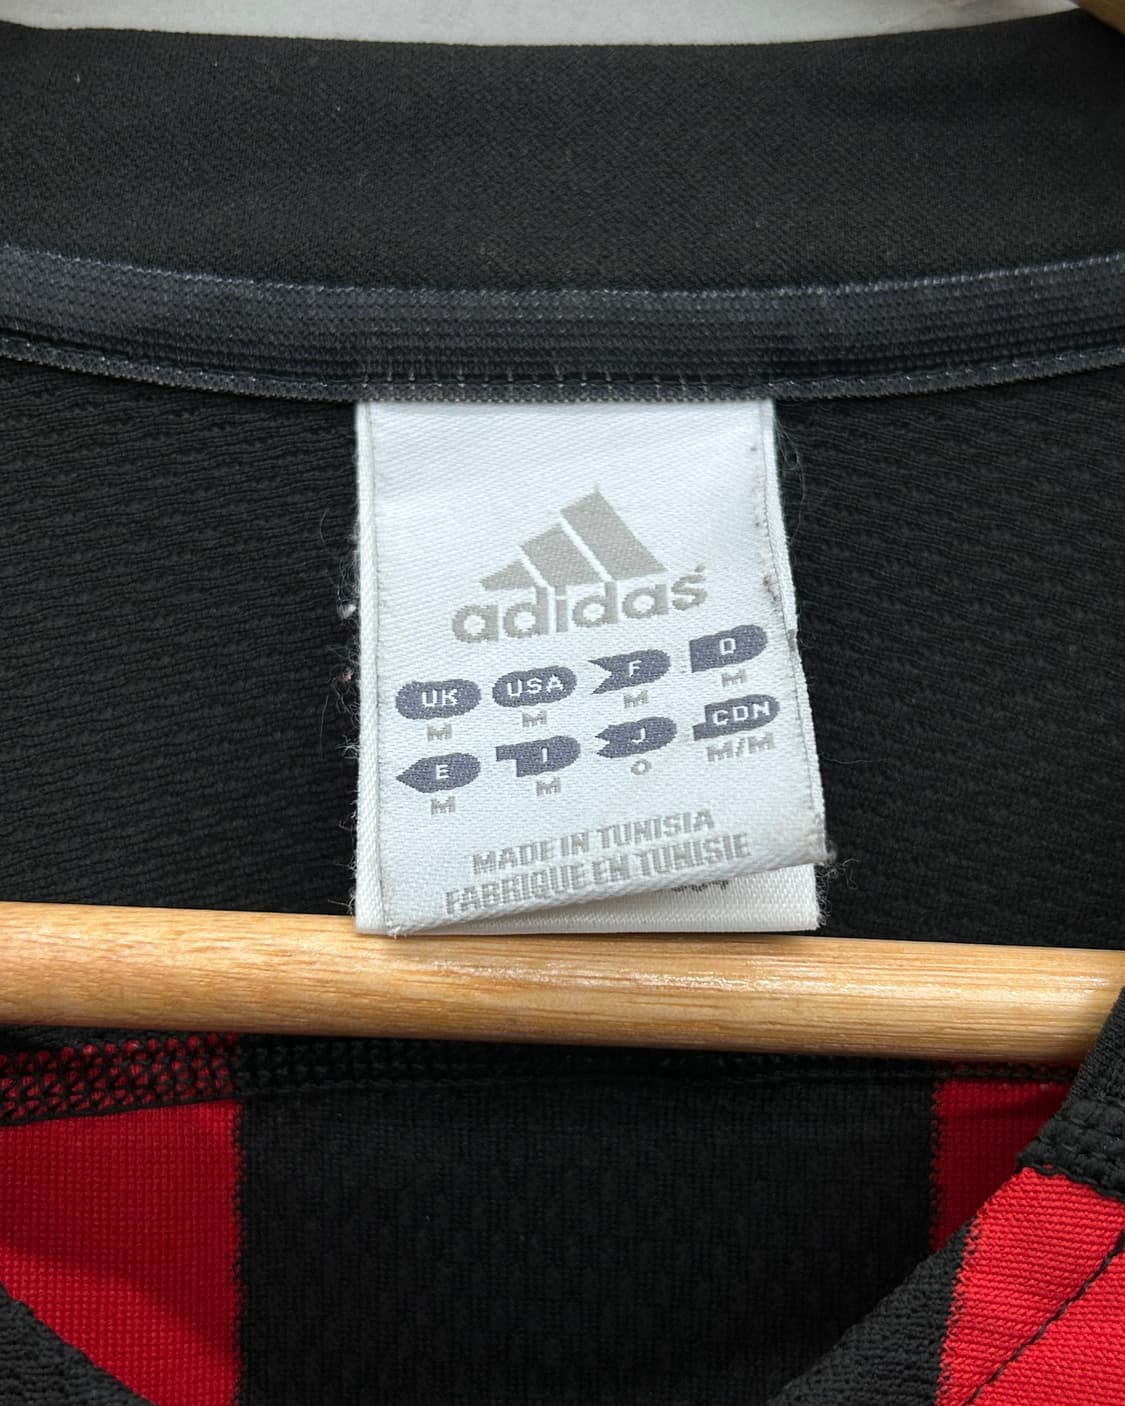 adidas
UK USA F D
M M M M
E I J CDN
M M O M/M
MADE IN TUNISIA
FABRIQUE EN TUNISIE